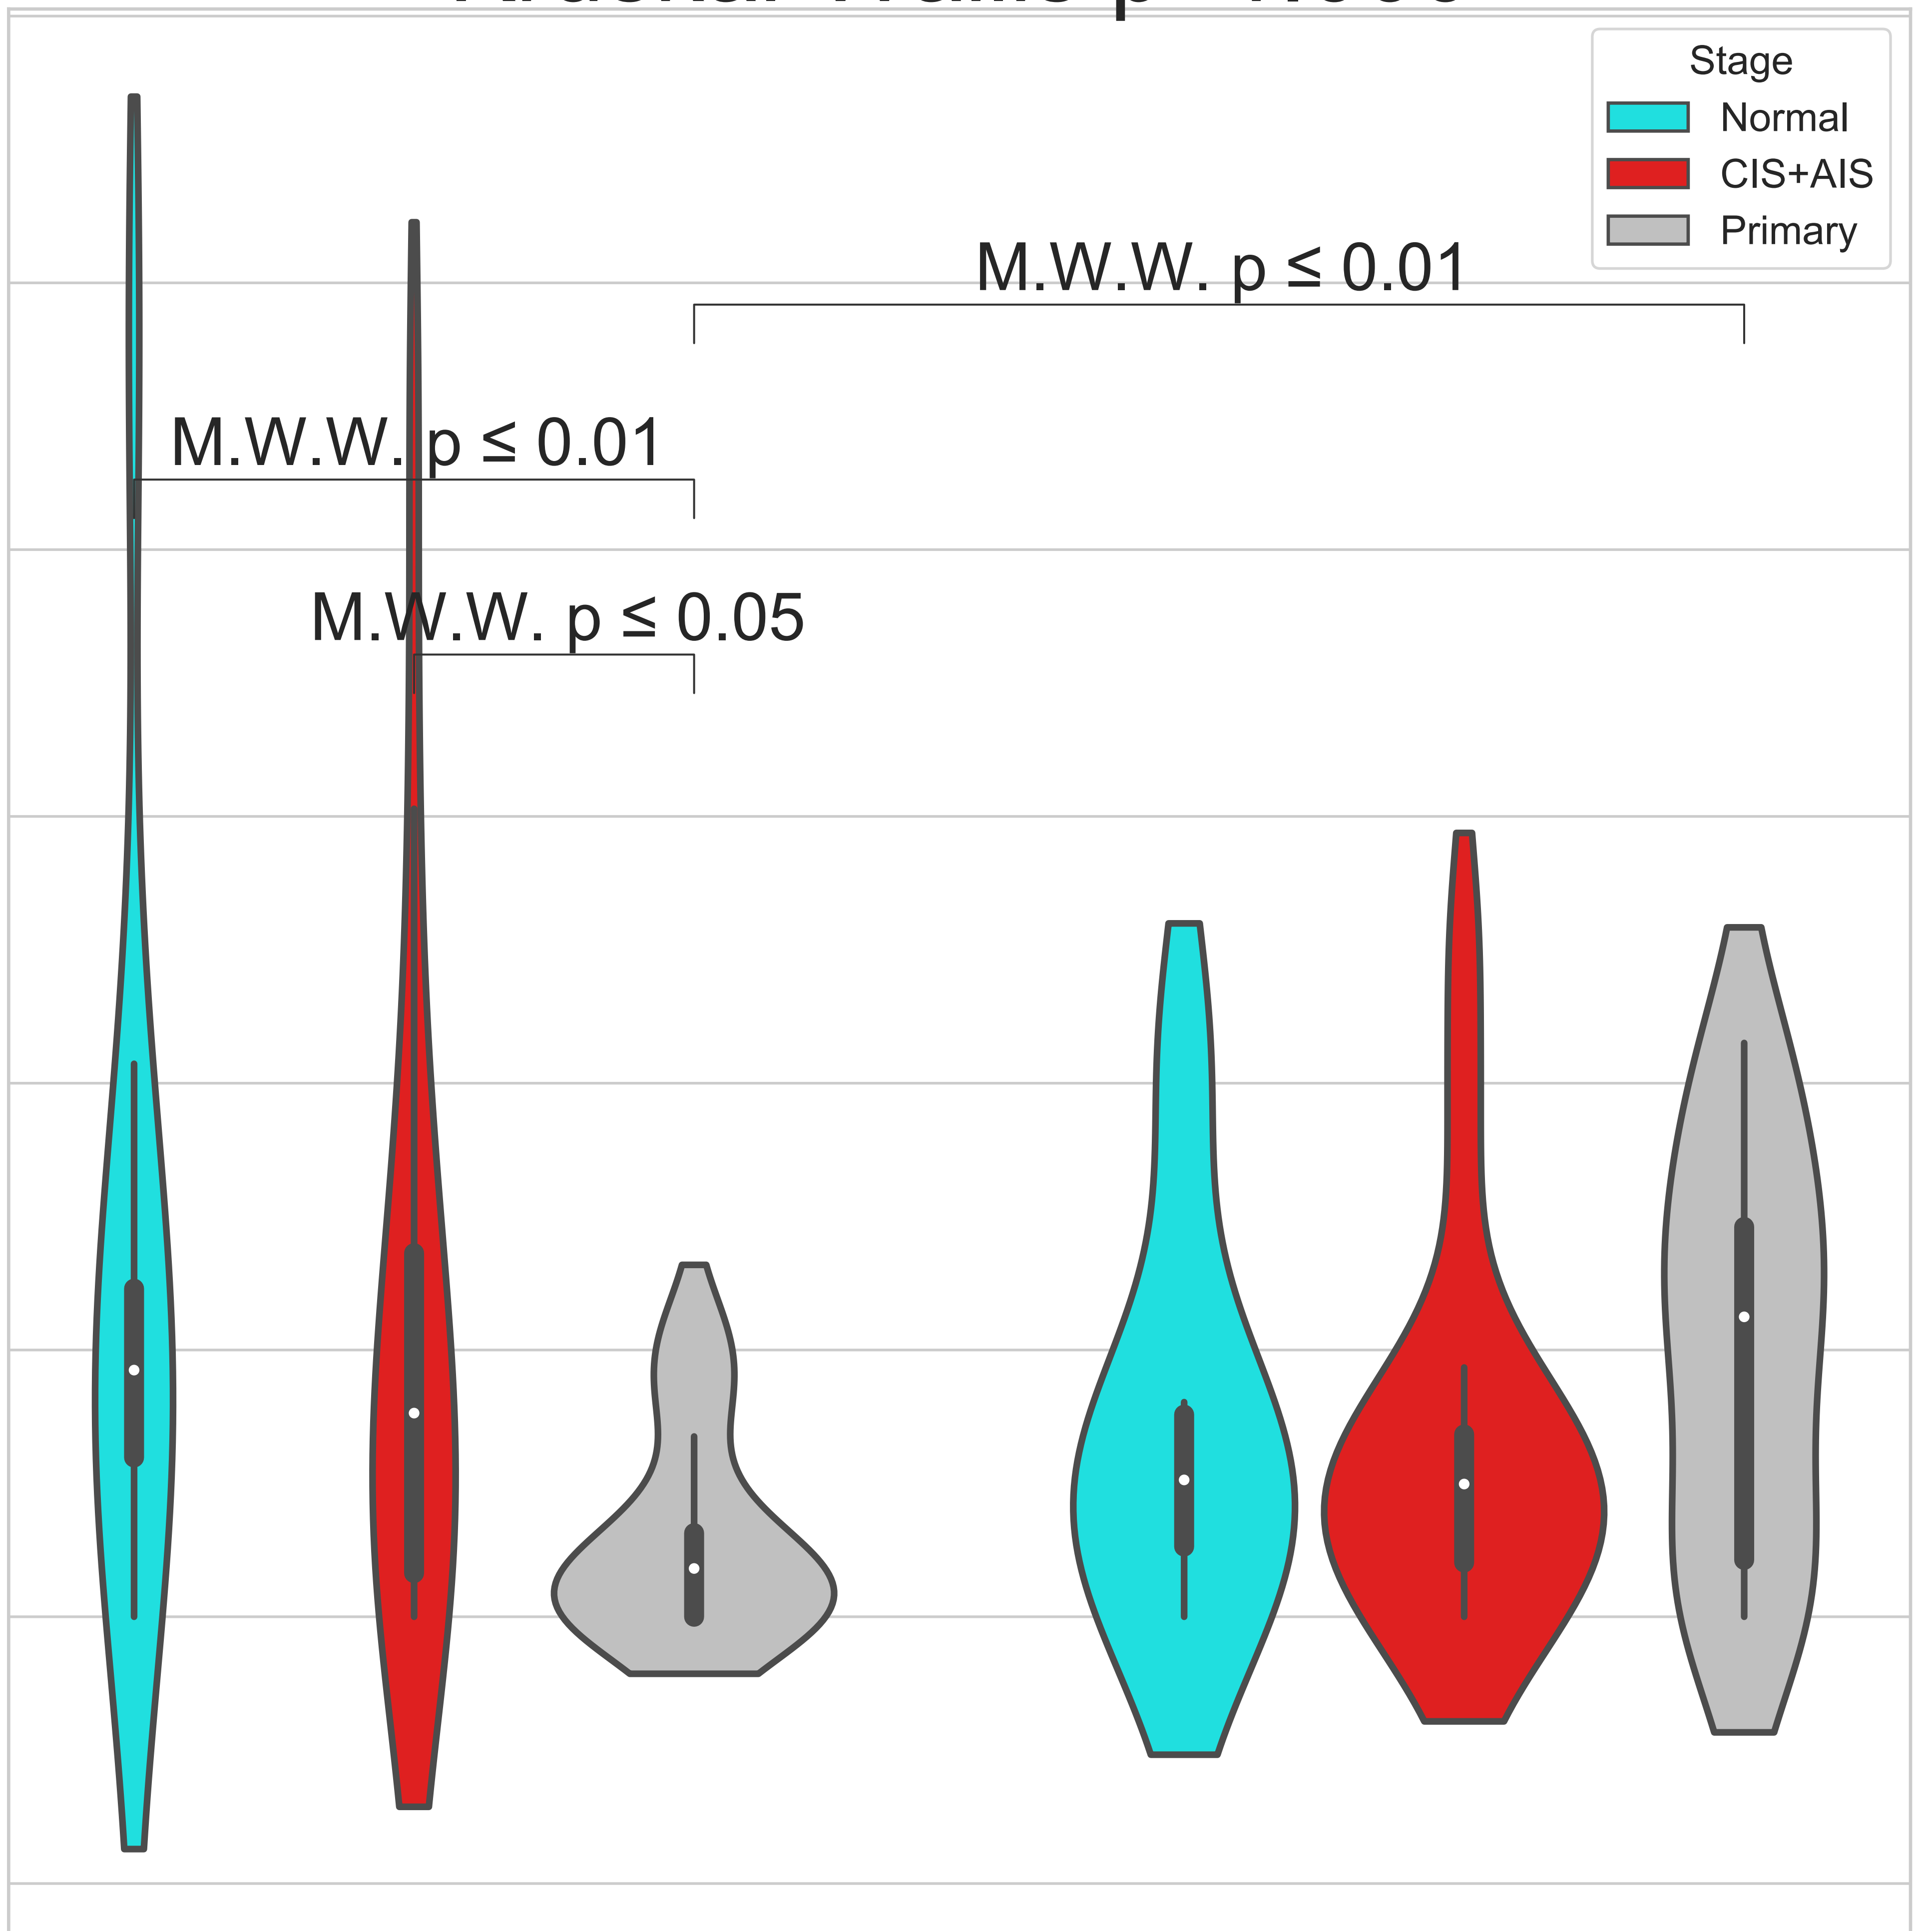 Stage
Normal
CIS+AIS
Primary
M.W.W. p ≤ 0.01
M.W.W. p ≤ 0.01
M.W.W. p ≤ 0.05